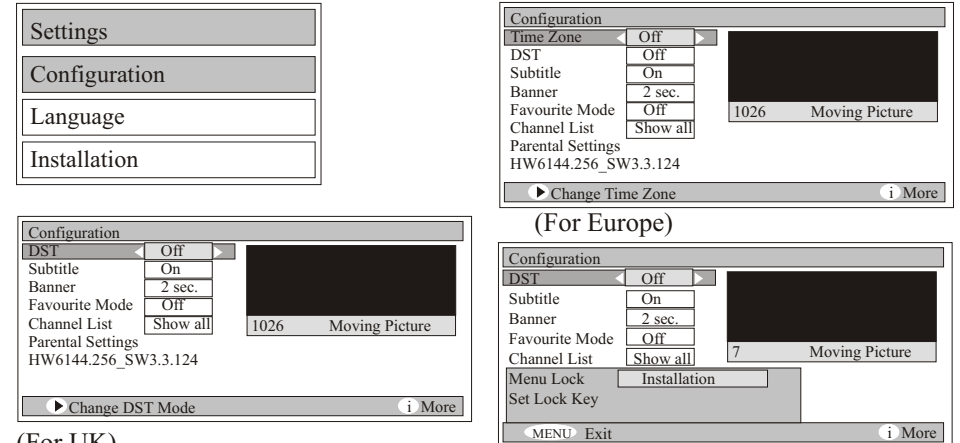 Settings
Configuration
Language
Installation
Configuration
Time Zone Off
DST Off
Subtitle On
Banner 2 sec.
Favourite Mode Off
Channel List Show all
Parental Settings
HW6144.256_SW3.3.124
1026 Moving Picture
Change Time Zone i More
(For Europe)
Configuration
DST Off
Subtitle On
Banner 2 sec.
Favourite Mode Off
Channel List Show all
Parental Settings
HW6144.256_SW3.3.124
1026 Moving Picture
Change DST Mode i More
(For UK)
Configuration
DST Off
Subtitle On
Banner 2 sec.
Favourite Mode Off
Channel List Show all
7 Moving Picture
Menu Lock Installation
Set Lock Key
MENU Exit i More